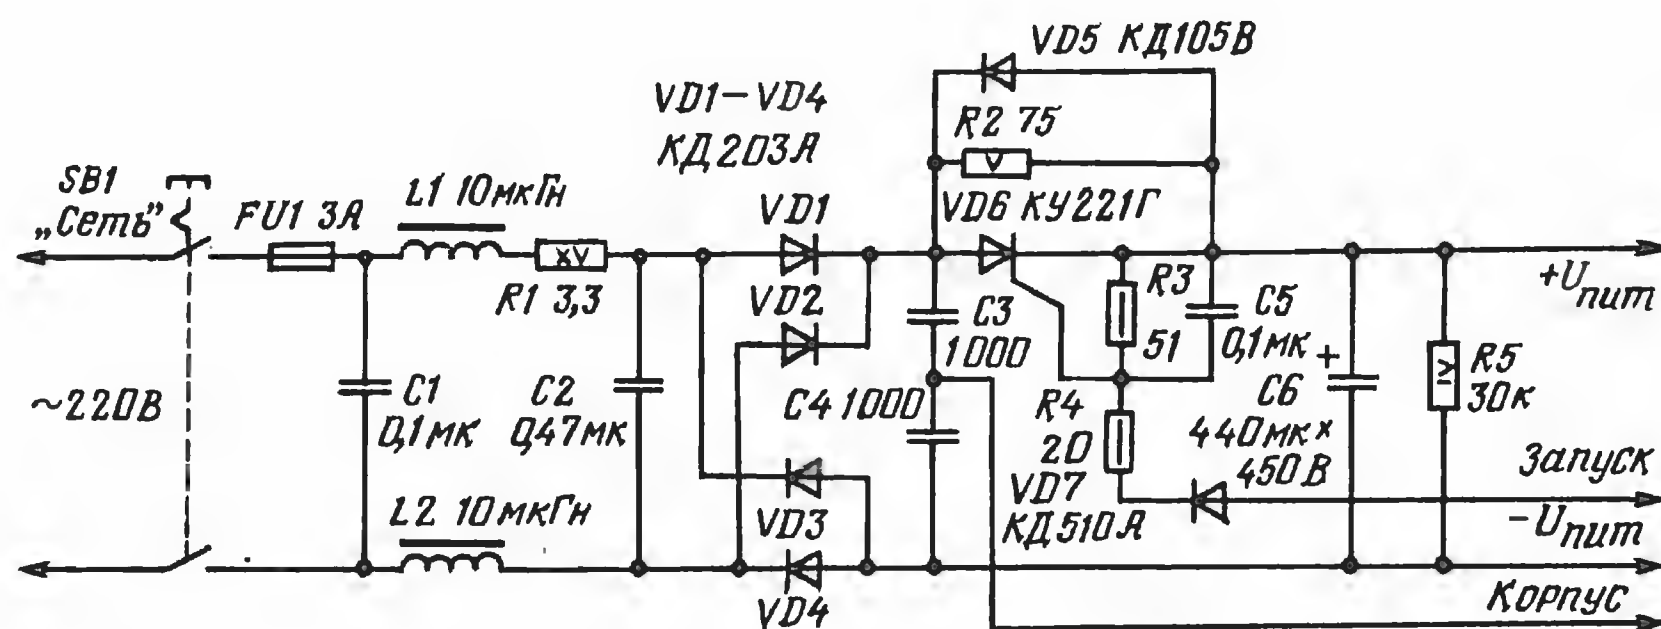 VD5 КД105В
VD1–VD4
КД203А
R2 75
SB1
„Сеть”
FU1 3А
L1 10мкГн
VD1
VD6 КУ221Г
xv
v
R1 3,3
VD2
C3
1000
R3
51
C5
0,1мк
+Uпит
~220В
C1
0,1мк
C2
0,47мк
C4 1000
R4
20
+
C6
440мк×
450В
v
R5
30к
Запуск
L2 10мкГн
VD3
VD7
КД510А
–Uпит
VD4
Корпус